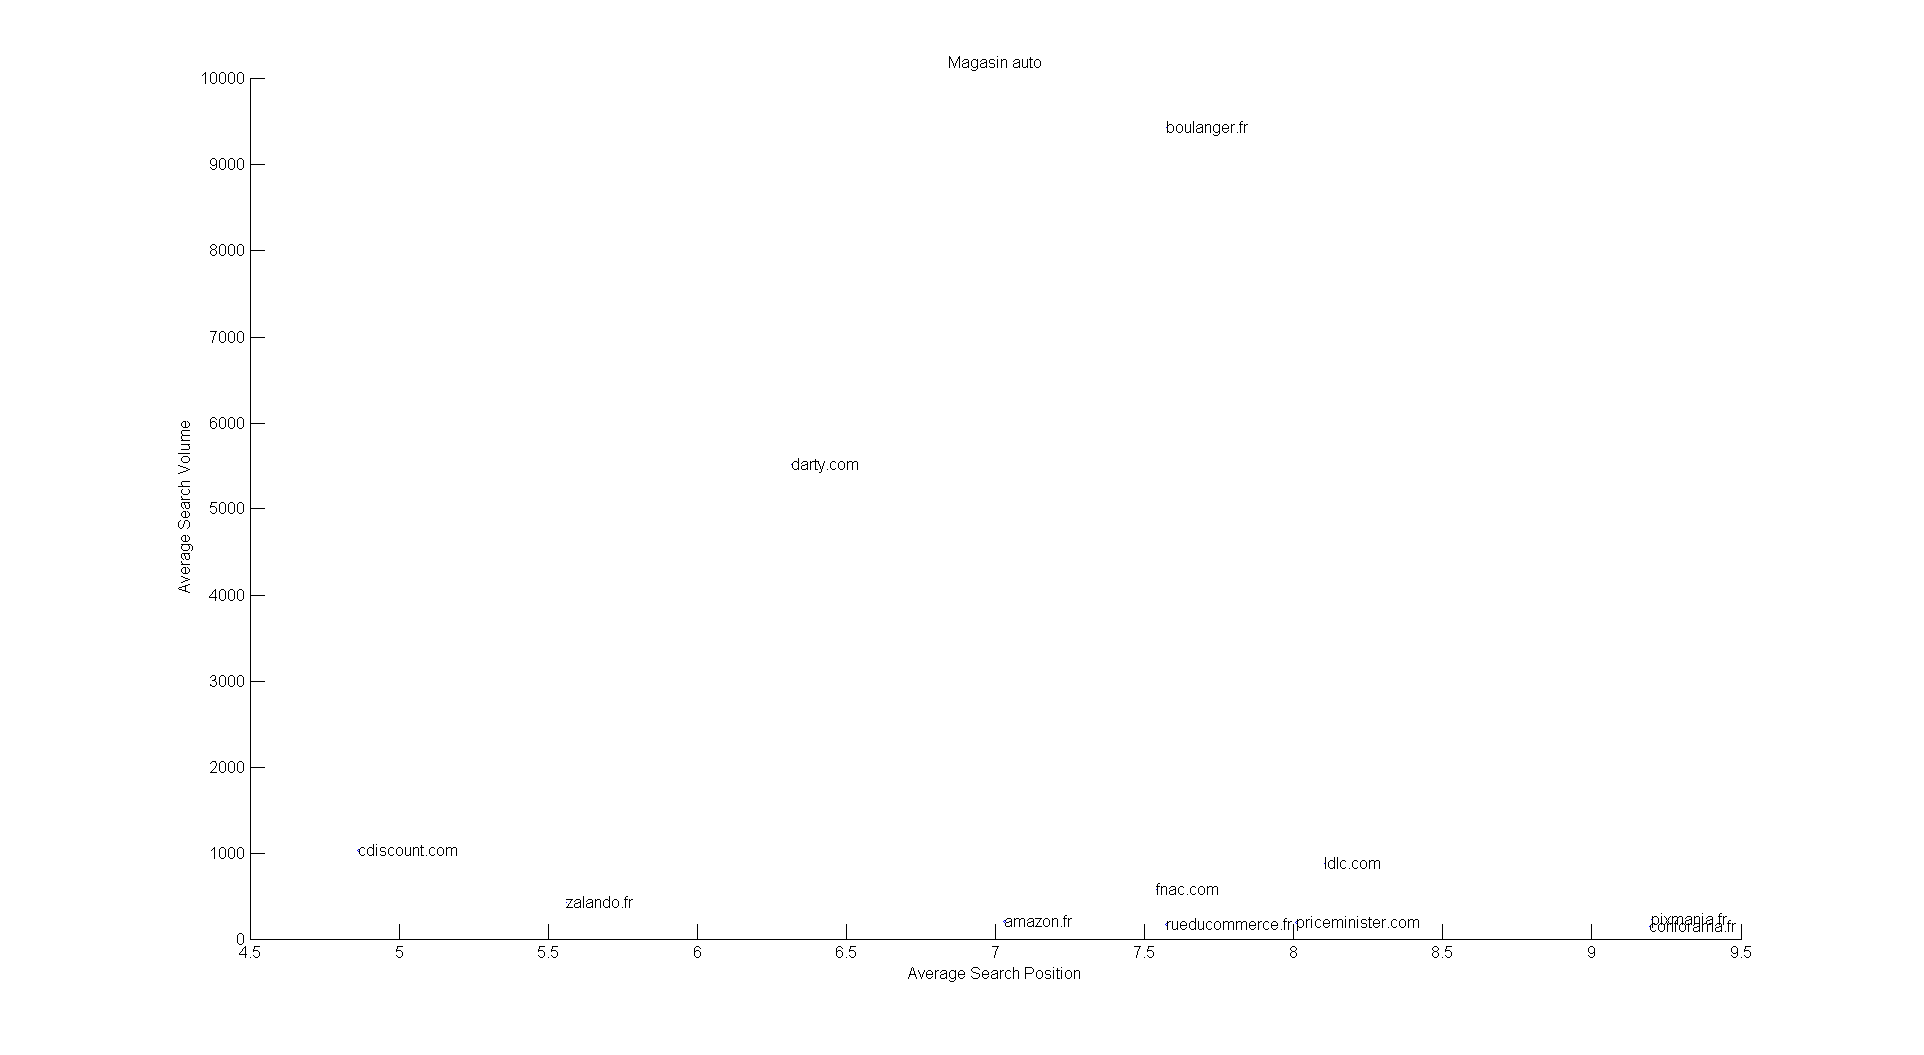 Magasin auto
10000
boulanger.fr
9000
8000
7000
6000
darty.com
5000
Average Search Volume
4000
3000
2000
1000
cdiscount.com
ldlc.com
fnac.com
zalando.fr
amazon.fr
rueducommerce.fr
priceminister.com
pixmania.fr
conforama.fr
0
4.5 5 5.5 6 6.5 7 7.5 8 8.5 9 9.5
Average Search Position